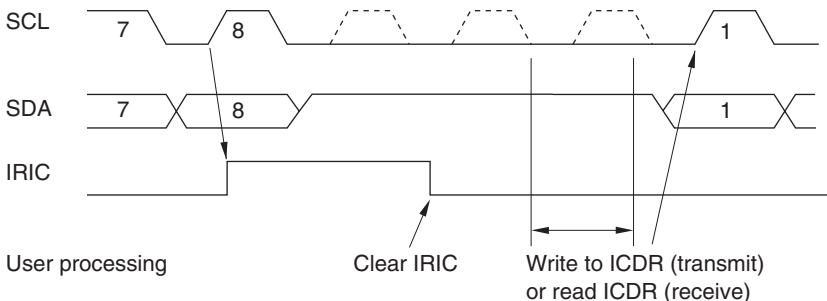 SCL 7 8 1
SDA 7 8 1
IRIC
User processing Clear IRIC Write to ICDR (transmit)
or read ICDR (receive)